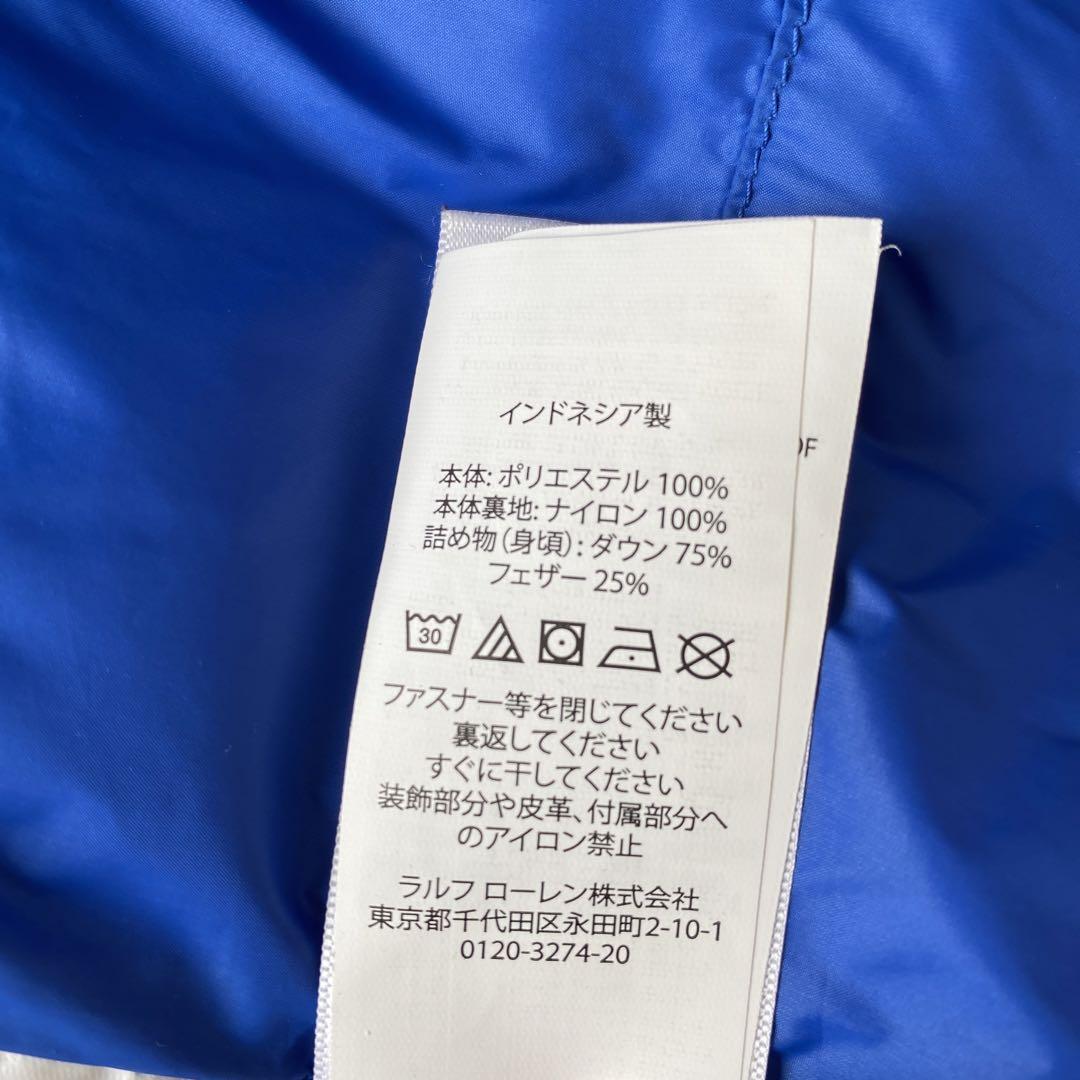 インドネシア製
OF
本体: ポリエステル 100%
本体裏地: ナイロン 100%
詰め物（身頃）: ダウン 75%
フェザー 25%
30
ファスナー等を閉じてください
裏返してください
すぐに干してください
装飾部分や皮革、付属部分へ
のアイロン禁止
ラルフ ローレン株式会社
東京都千代田区永田町2-10-1
0120-3274-20